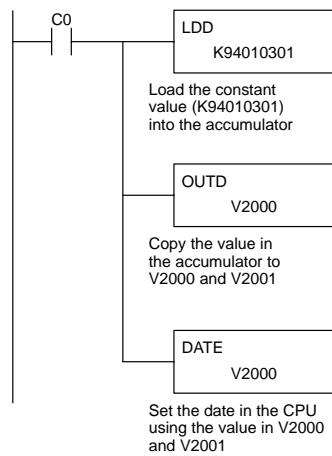 C0
LDD
K94010301
Load the constant
value (K94010301)
into the accumulator
OUTD
V2000
Copy the value in
the accumulator to
V2000 and V2001
DATE
V2000
Set the date in the CPU
using the value in V2000
and V2001